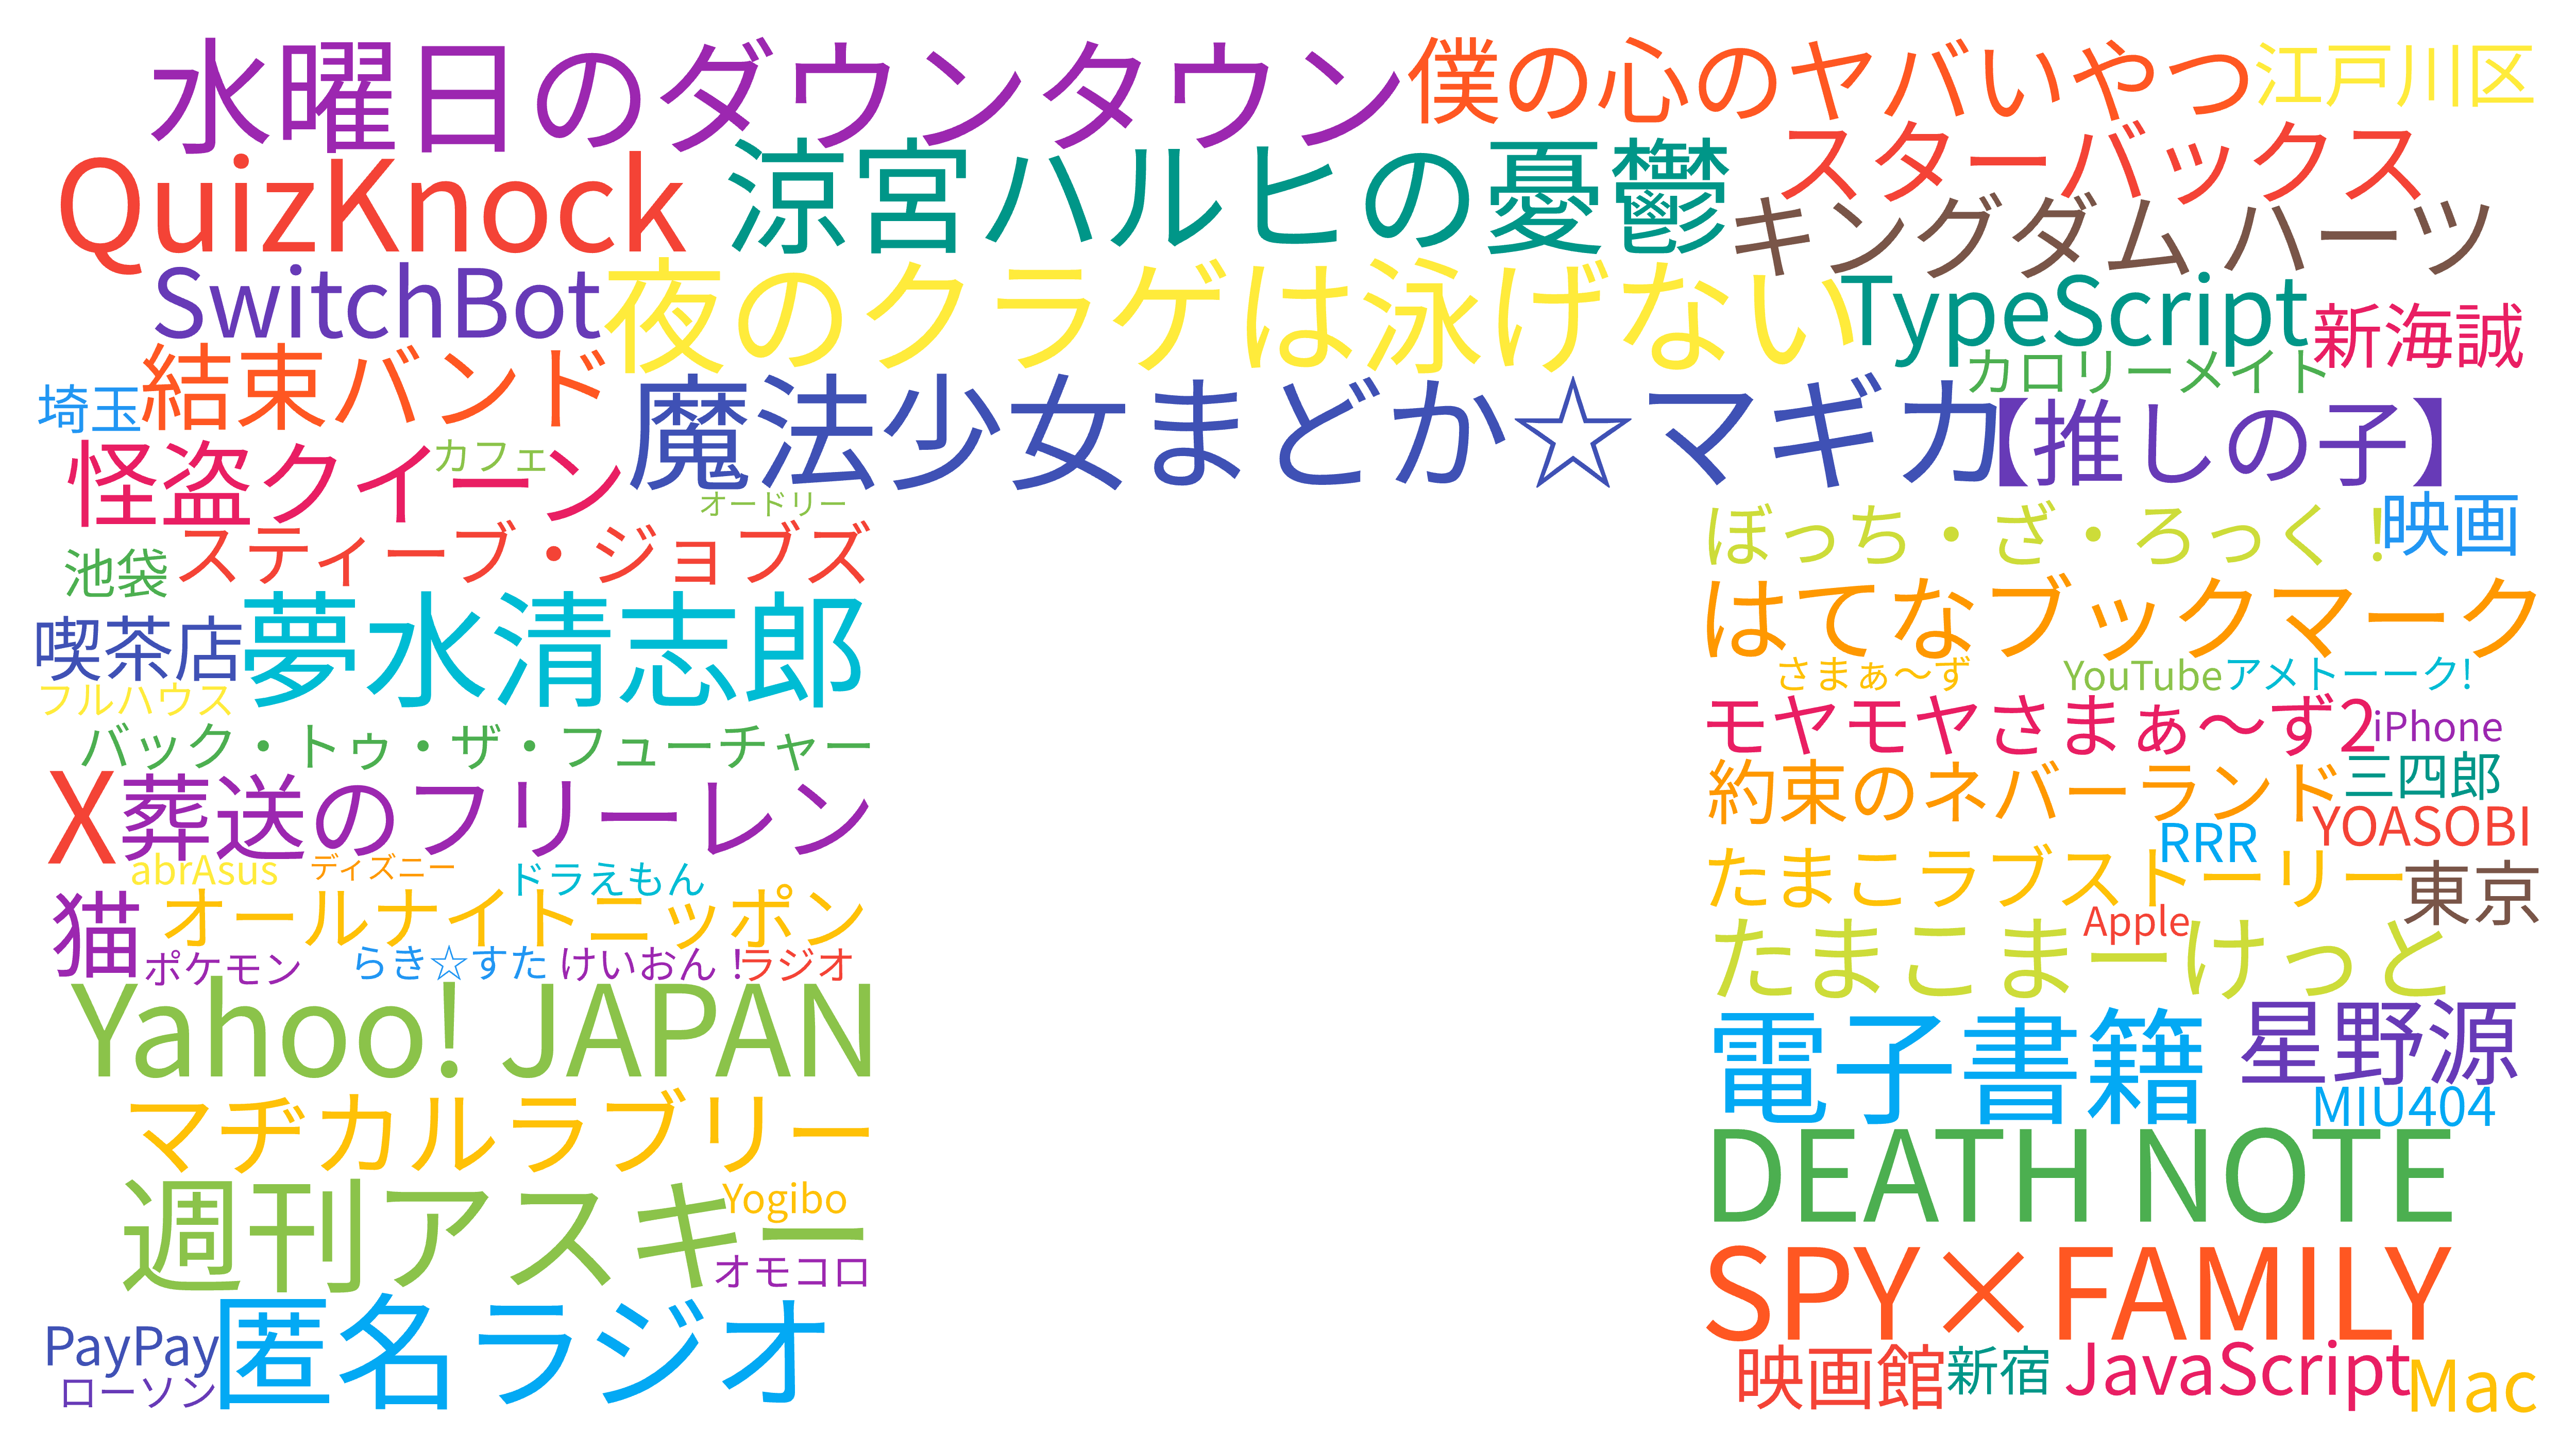 水曜日のダウンタウン
僕の心のヤバいやつ
江戸川区
QuizKnock
涼宮ハルヒの憂鬱
スターバックス
キングダム ハーツ
SwitchBot
夜のクラゲは泳げない
TypeScript
新海誠
結束バンド
カロリーメイト
埼玉
魔法少女まどか☆マギカ
【推しの子】
怪盗クイーン
カフェ
オードリー
ぼっち・ざ・ろっく！
映画
池袋
スティーブ・ジョブズ
はてなブックマーク
喫茶店
夢水清志郎
さまぁ～ず
YouTube
アメトーーク!
フルハウス
モヤモヤさまぁ～ず2
iPhone
バック・トゥ・ザ・フューチャー
約束のネバーランド
三四郎
X
葬送のフリーレン
RRR
YOASOBI
abrAsus
ディズニー
ドラえもん
たまこラブストーリー
東京
猫
オールナイトニッポン
Apple
たまこまーけっと
ポケモン
らき☆すた
けいおん！
ラジオ
Yahoo! JAPAN
電子書籍
星野源
MIU404
マヂカルラブリー
DEATH NOTE
週刊アスキー
Yogibo
オモコロ
SPY×FAMILY
PayPay
匿名ラジオ
ローソン
映画館
新宿
JavaScript
Mac